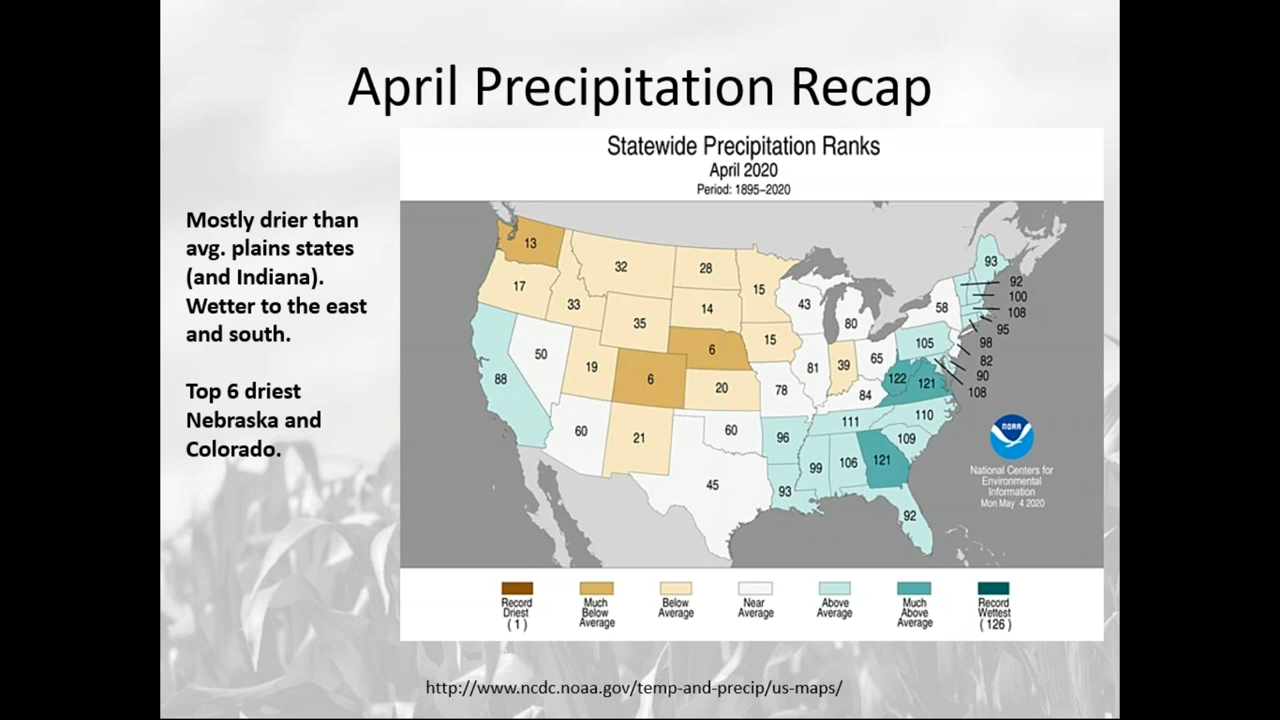 April Precipitation Recap
Statewide Precipitation Ranks
April 2020
Period: 1895–2020
Mostly drier than
avg. plains states
(and Indiana).
Wetter to the east
and south.
Top 6 driest
Nebraska and
Colorado.
13
32
28
17
33
15
14
35
43
80
58
93
92
100
108
95
98
82
90
108
50
19
6
6
15
20
81
39
65
105
122
121
88
78
84
60
21
60
96
111
110
109
45
93
99
106
121
92
NOAA
National Centers for
Environmental
Information
Mon May 4 2020
Record
Driest
(1)
Much
Below
Average
Below
Average
Near
Average
Above
Average
Much
Above
Average
Record
Wettest
(126)
http://www.ncdc.noaa.gov/temp-and-precip/us-maps/